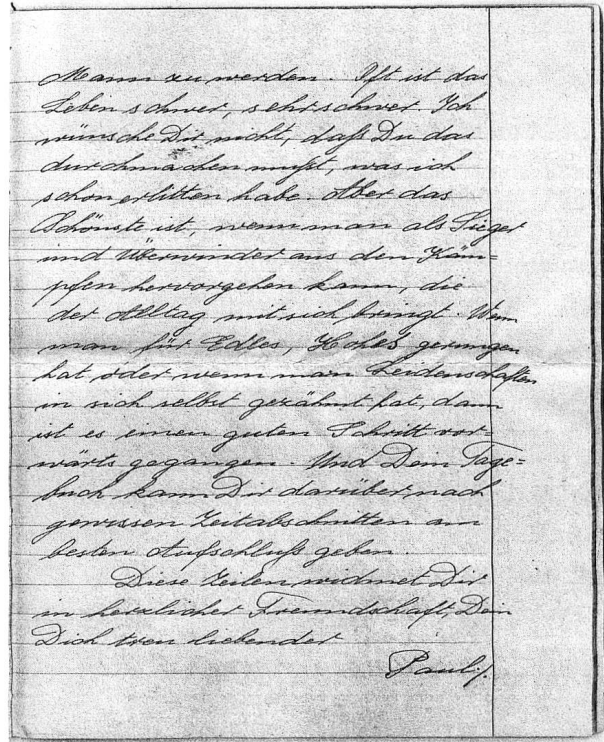 Mann zu werden. Oft ist das
Leben schwer, sehr schwer. Ich
wünsche Dir nicht, daß Du das
durchmachen mußt, was ich
schon erlitten habe. Aber das
Schönste ist, wenn man als Sieger
und Überwinder aus den Käm=
pfen hervorgehen kann, die
der Alltag mit sich bringt. Wenn
man für Edles, Hohes gerungen
hat oder wenn man Leidenschaften
in sich selbst gezähmt hat, dann
ist es einen guten Schritt vor-
wärts gegangen. Und Dein Tage=
buch kann Dir darüber, nach
gewissen Zeitabschnitten am
besten Aufschluß geben.
Diese Zeilen widmet Dir
in herzlicher Freundschaft, Dein
Dich treu liebender
Paul